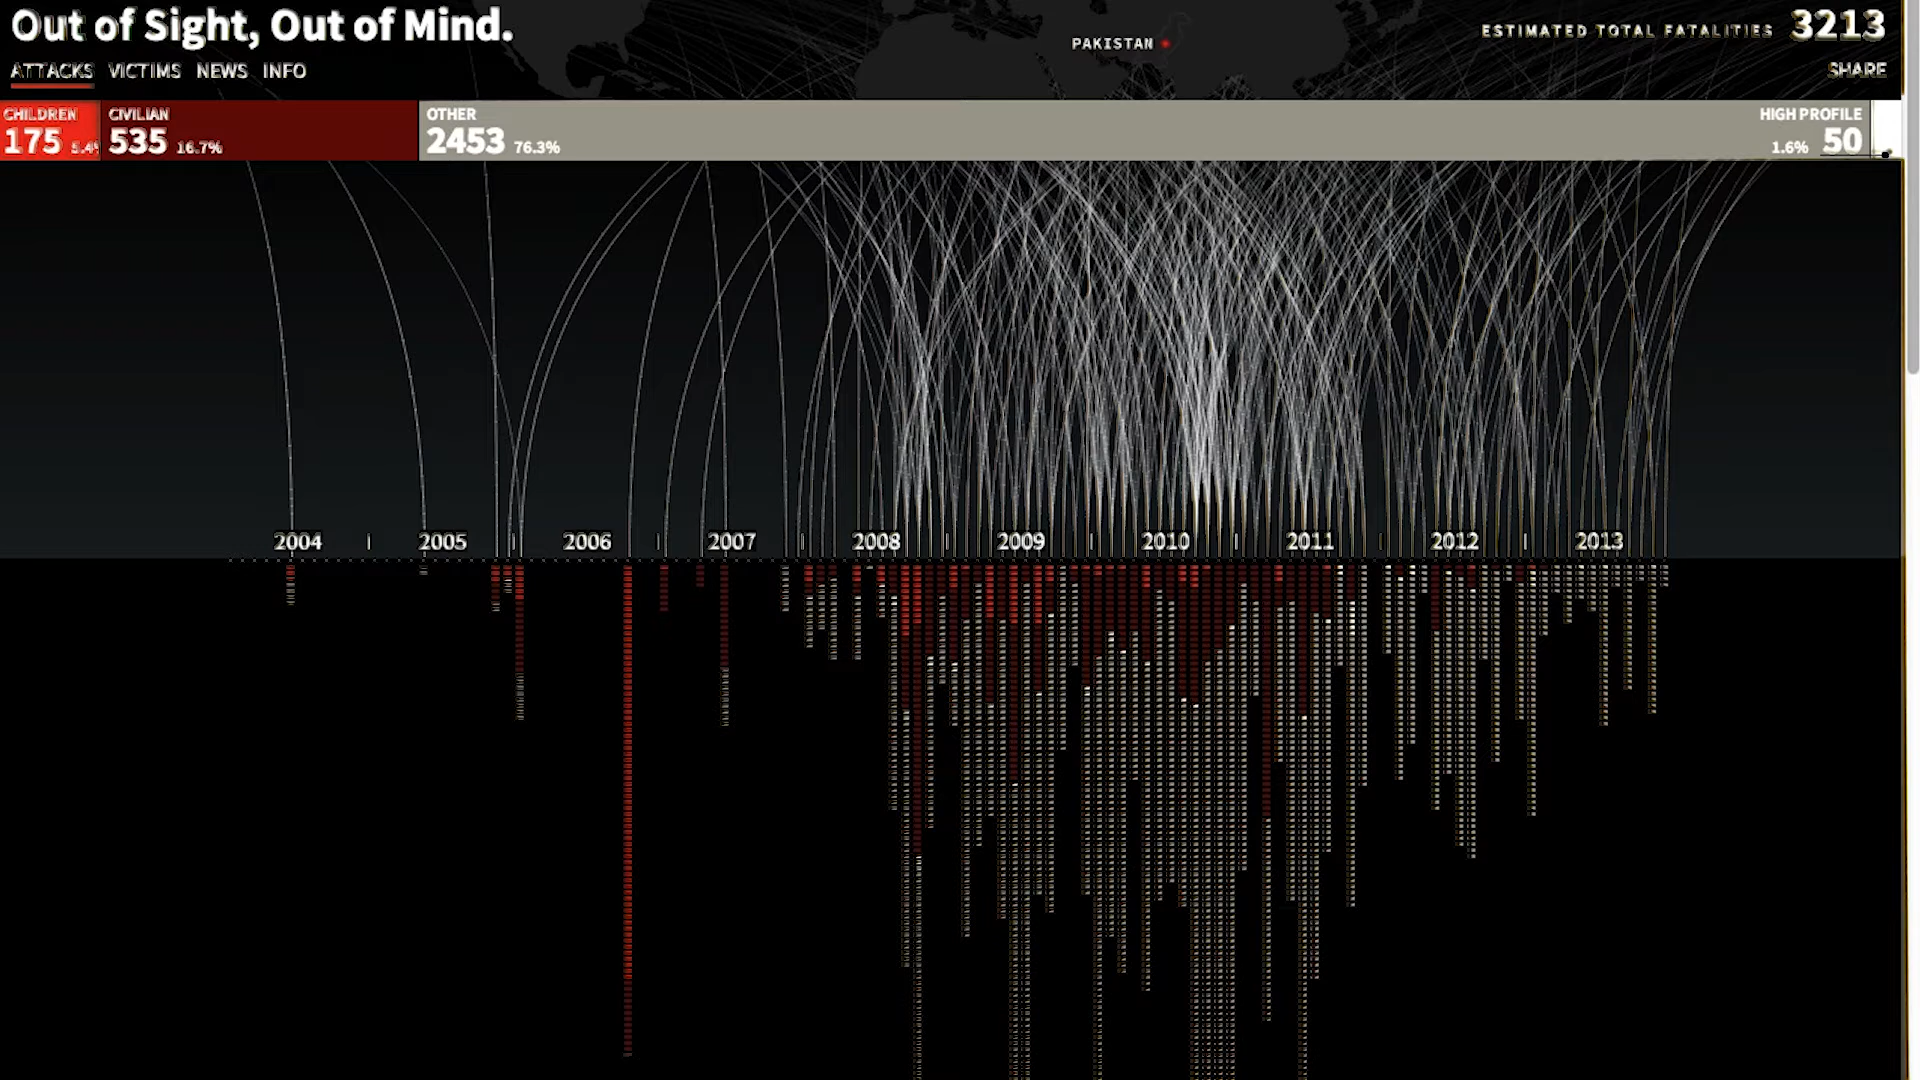 Out of Sight, Out of Mind.
PAKISTAN
ESTIMATED TOTAL FATALITIES 3213
ATTACKS VICTIMS NEWS INFO
SHARE
CHILDREN CIVILIAN OTHER HIGH PROFILE
175 5.4% 535 16.7% 2453 76.3% 1.6% 50
2004 2005 2006 2007 2008 2009 2010 2011 2012 2013